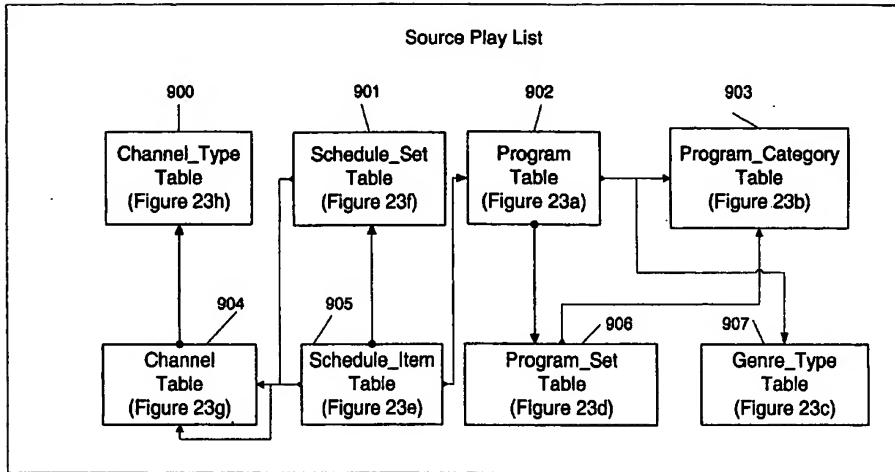 Source Play List
900
901
902
903
Channel_Type
Table
(Figure 23h)
Schedule_Set
Table
(Figure 23f)
Program
Table
(Figure 23a)
Program_Category
Table
(Figure 23b)
904
905
906
907
Channel
Table
(Figure 23g)
Schedule_Item
Table
(Figure 23e)
Program_Set
Table
(Figure 23d)
Genre_Type
Table
(Figure 23c)